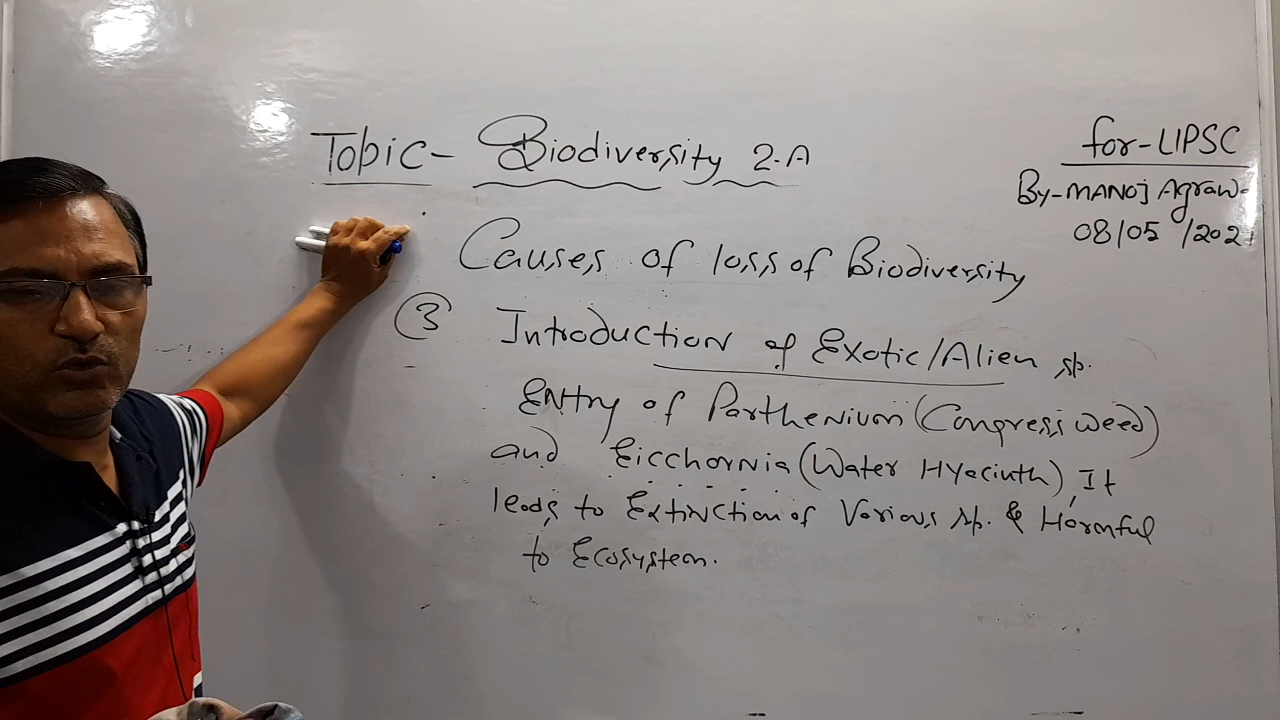 Topic- Biodiversity 2.A
for-UPSC
By-MANOJ Agraw
08/05/202
Causes of loss of Biodiversity
3 Introduction of Exotic/Alien sp.
Entry of Parthenium (Congress weed)
and Eicchornia (Water Hyacinth), It
leads to Extinction of Various sp. & Harmful
to Ecosystem.